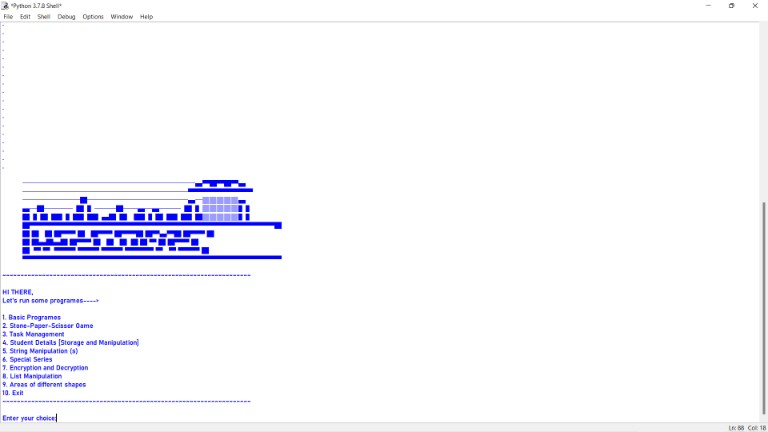 *Python 3.7.8 Shell*
File Edit Shell Debug Options Window Help
HI THERE,
Let's run some programes---->
1. Basic Programes
2. Stone-Paper-Scissor Game
3. Task Management
4. Student Details [Storage and Manipulation]
5. String Manipulation (s)
6. Special Series
7. Encryption and Decryption
8. List Manipulation
9. Areas of different shapes
10. Exit
Enter your choice:
Ln: 88 Col: 18